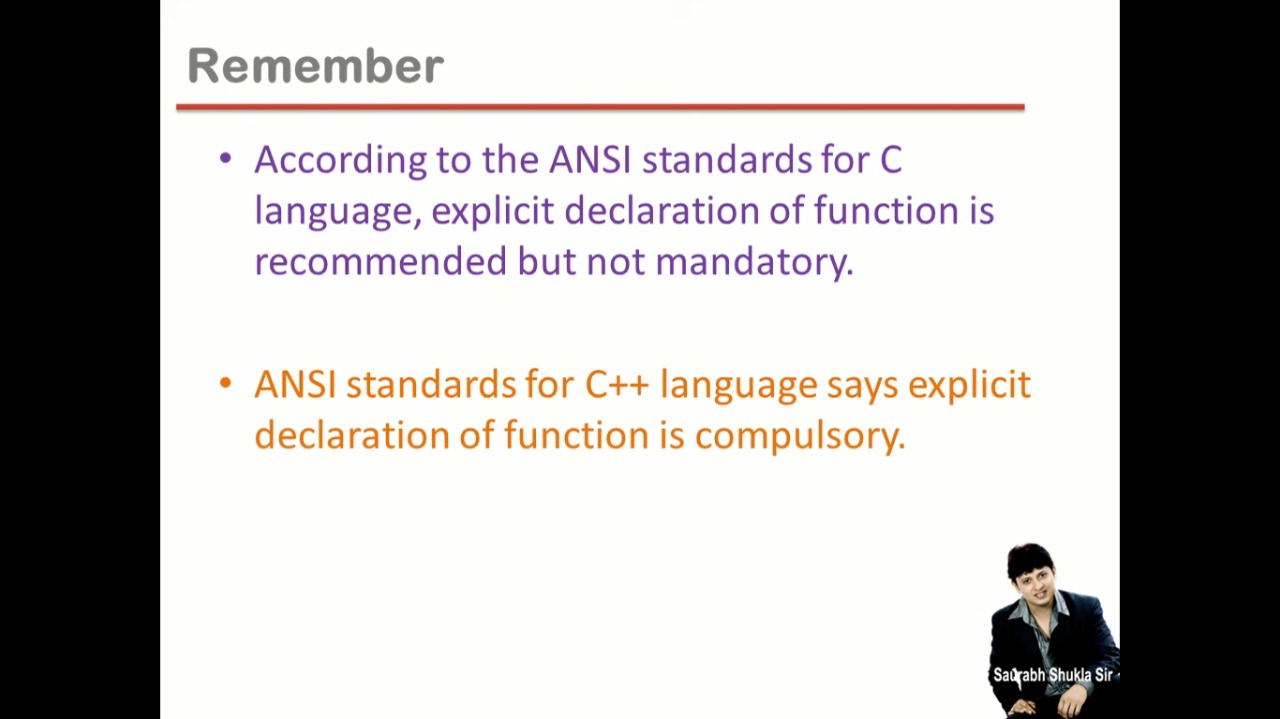 Remember
• According to the ANSI standards for C
language, explicit declaration of function is
recommended but not mandatory.
• ANSI standards for C++ language says explicit
declaration of function is compulsory.
Saurabh Shukla Sir